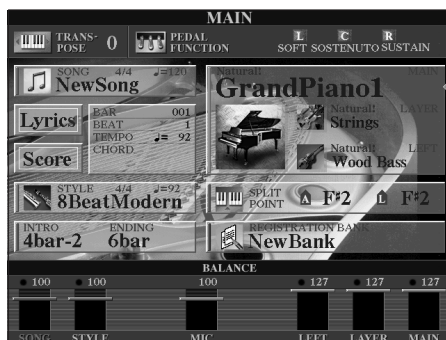 MAIN
TRANS-
POSE 0
PEDAL
FUNCTION
L C R
SOFT SOSTENUTO SUSTAIN
SONG 4/4 ♩=120
NewSong
Natural! MAIN
GrandPiano1
Lyrics
Score
BAR 001
BEAT 1
TEMPO ♩= 92
CHORD
Natural! LAYER
Strings
Natural! LEFT
Wood Bass
STYLE 4/4 ♩=92
8BeatModern
SPLIT
POINT A F♯2 L F♯2
INTRO ENDING
4bar-2 6bar
REGISTRATION BANK
NewBank
BALANCE
100 100 100 127 127 127
SONG STYLE MIC LEFT LAYER MAIN